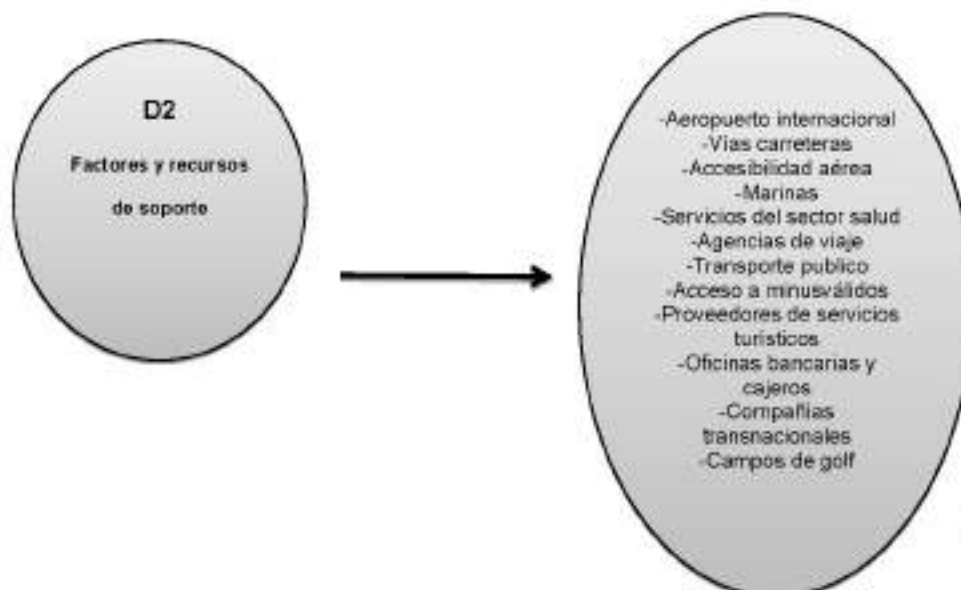 D2
Factores y recursos
de soporte
-Aeropuerto internacional
-Vias carreteras
-Accesibilidad aérea
-Marinas
-Servicios del sector salud
-Agencias de viaje
-Transporte publico
-Acceso a minusválidos
-Proveedores de servicios
turísticos
-Oficinas bancarias y
cajeros
-Compañias
transnacionales
-Campos de golf